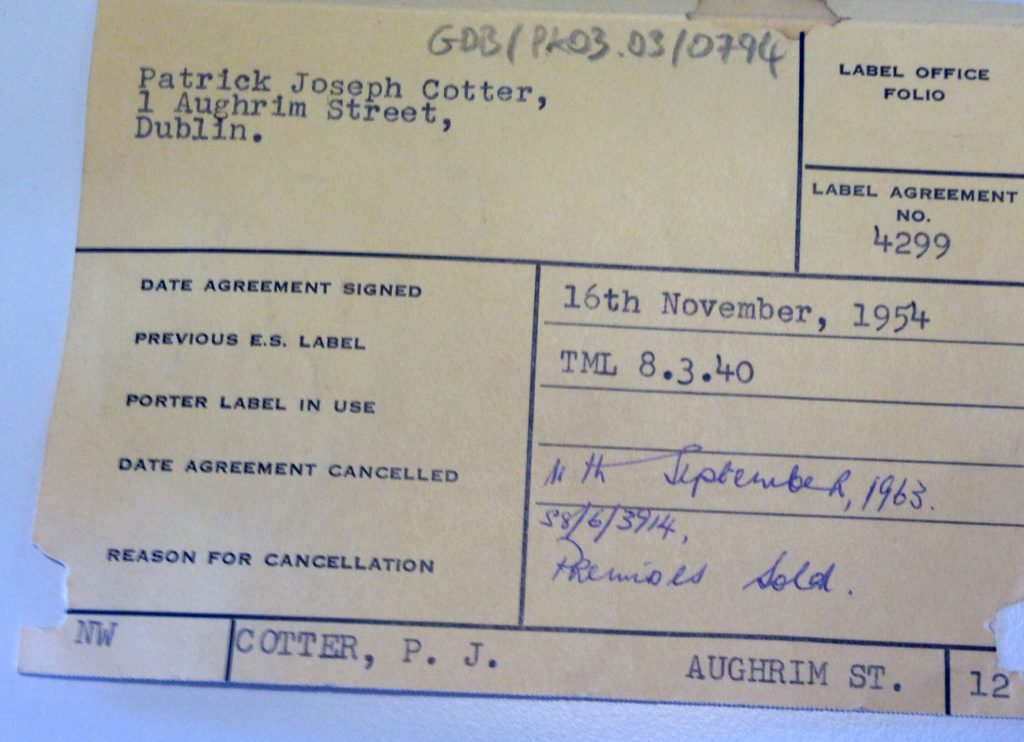 GDB/PK03.03/0794
Patrick Joseph Cotter,
1 Aughrim Street,
Dublin.
LABEL OFFICE
FOLIO
LABEL AGREEMENT
NO.
4299
DATE AGREEMENT SIGNED
16th November, 1954
PREVIOUS E.S. LABEL
TML 8.3.40
PORTER LABEL IN USE
DATE AGREEMENT CANCELLED
11th September, 1963.
S8/6/3914,
REASON FOR CANCELLATION
Premises Sold.
NW
COTTER, P. J.
AUGHRIM ST.
12